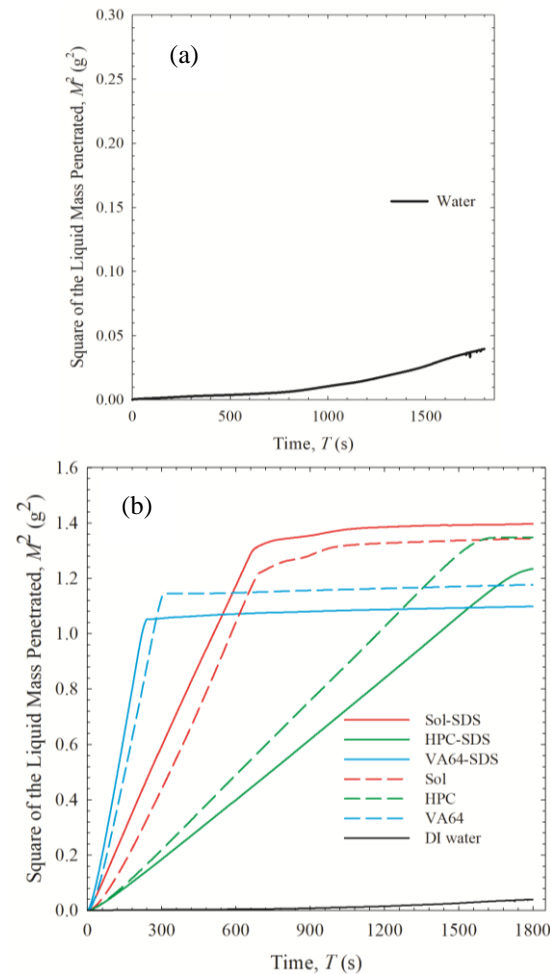 0.30
(a)
0.25
0.20
0.15
Water
0.10
0.05
0.00
0 500 1000 1500
Time, T (s)
Square of the Liquid Mass Penetrated, M² (g²)
1.6
(b)
1.4
1.2
1.0
0.8
0.6
0.4
0.2
0.0
Sol-SDS
HPC-SDS
VA64-SDS
Sol
HPC
VA64
DI water
0 300 600 900 1200 1500 1800
Time, T (s)
Square of the Liquid Mass Penetrated, M² (g²)